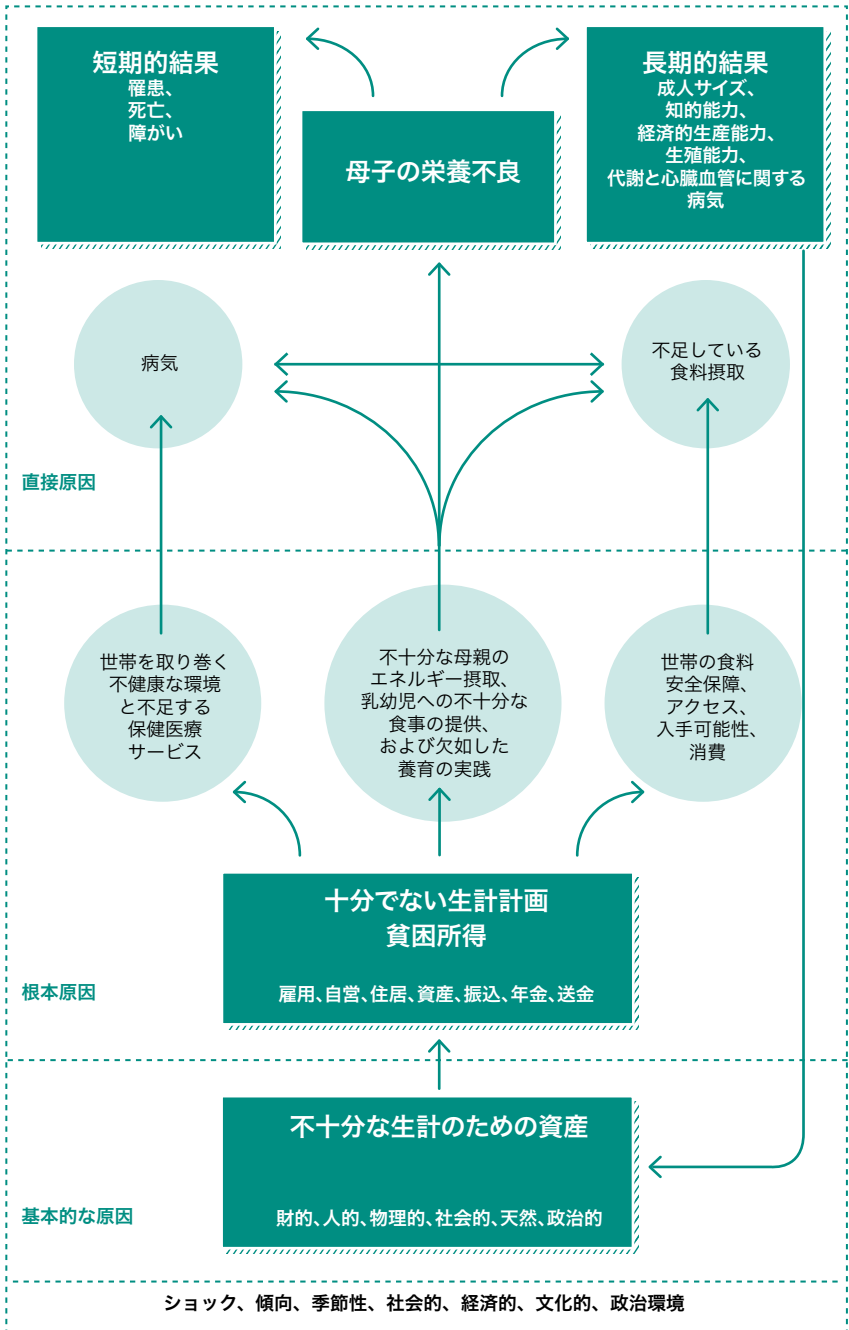 短期的結果
罹患、
死亡、
障がい
母子の栄養不良
長期的結果
成人サイズ、
知的能力、
経済的生産能力、
生殖能力、
代謝と心臓血管に関する
病気
病気
不足している
食料摂取
直接原因
世帯を取り巻く
不健康な環境
と不足する
保健医療
サービス
不十分な母親の
エネルギー摂取、
乳幼児への不十分な
食事の提供、
および欠如した
養育の実践
世帯の食料
安全保障、
アクセス、
入手可能性、
消費
十分でない生計計画
貧困所得
雇用、自営、住居、資産、振込、年金、送金
根本原因
不十分な生計のための資産
財的、人的、物理的、社会的、天然、政治的
基本的な原因
ショック、傾向、季節性、社会的、経済的、文化的、政治環境